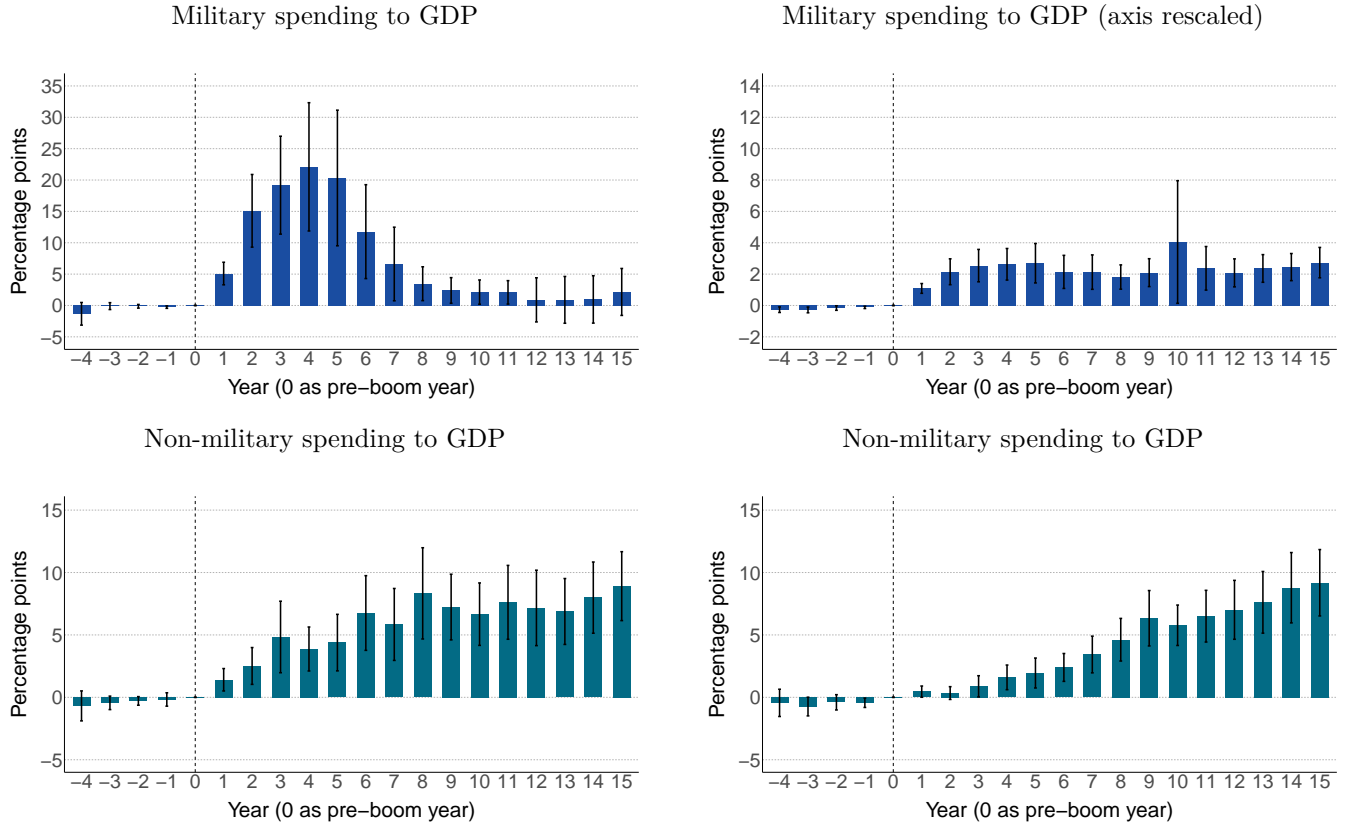 Military spending to GDP
35
30
25
20
15
10
5
0
−5
Percentage points
−4 −3 −2 −1 0 1 2 3 4 5 6 7 8 9 10 11 12 13 14 15
Year (0 as pre−boom year)
Military spending to GDP (axis rescaled)
14
12
10
8
6
4
2
0
−2
Percentage points
−4 −3 −2 −1 0 1 2 3 4 5 6 7 8 9 10 11 12 13 14 15
Year (0 as pre−boom year)
Non-military spending to GDP
15
10
5
0
−5
Percentage points
−4 −3 −2 −1 0 1 2 3 4 5 6 7 8 9 10 11 12 13 14 15
Year (0 as pre−boom year)
Non-military spending to GDP
15
10
5
0
−5
Percentage points
−4 −3 −2 −1 0 1 2 3 4 5 6 7 8 9 10 11 12 13 14 15
Year (0 as pre−boom year)